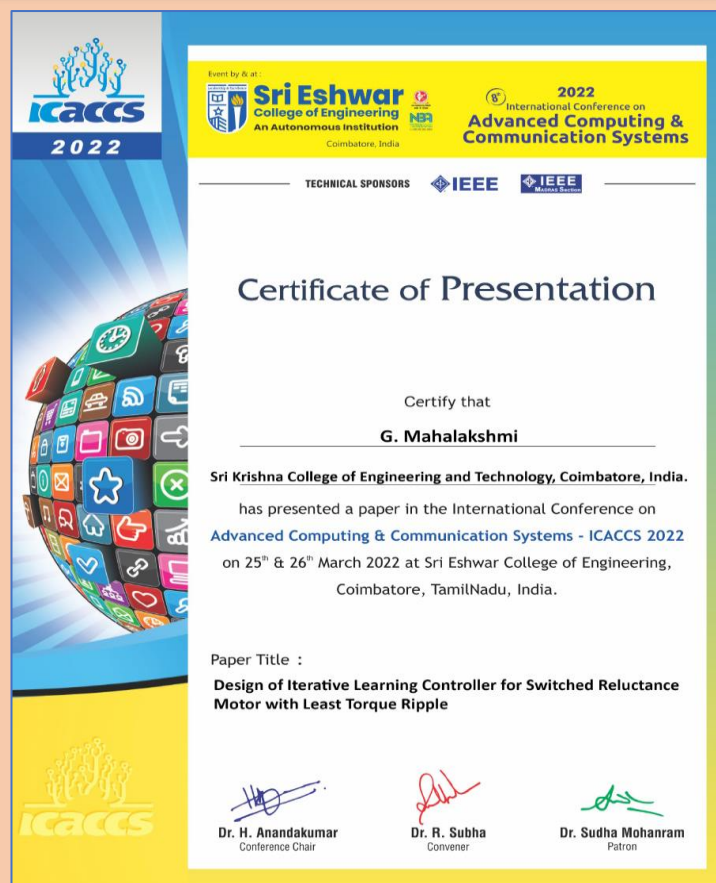 icaccs
2022
Event by & at :
Sri Eshwar
College of Engineering
An Autonomous Institution
Coimbatore, India
NBA
8th
2022
International Conference on
Advanced Computing &
Communication Systems
TECHNICAL SPONSORS
IEEE
IEEE
MADRAS Section
Certificate of Presentation
Certify that
G. Mahalakshmi
Sri Krishna College of Engineering and Technology, Coimbatore, India.
has presented a paper in the International Conference on
Advanced Computing & Communication Systems - ICACCS 2022
on 25th & 26th March 2022 at Sri Eshwar College of Engineering,
Coimbatore, TamilNadu, India.
Paper Title :
Design of Iterative Learning Controller for Switched Reluctance
Motor with Least Torque Ripple
icaccs
Dr. H. Anandakumar
Conference Chair
Dr. R. Subha
Convener
Dr. Sudha Mohanram
Patron